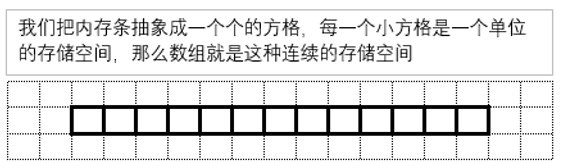 我们把内存条抽象成一个个的方格，每一个小方格是一个单位
的存储空间，那么数组就是这种连续的存储空间